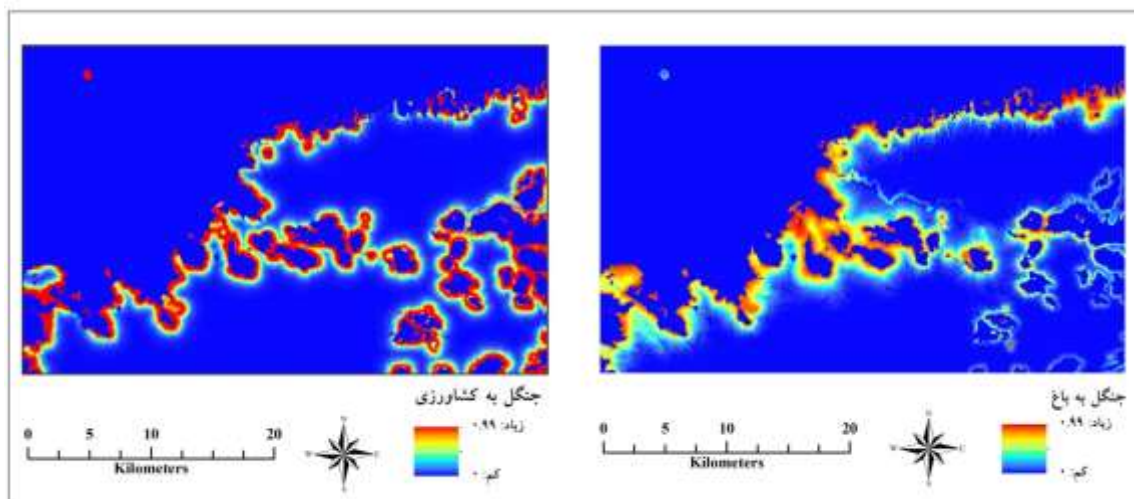 جنگل به کشاورزی
زیاد: ۰.۹۹
کم: ۰
0 5 10 20
Kilometers
N
W E
S
جنگل به باغ
زیاد: ۰.۹۹
کم: ۰
0 5 10 20
Kilometers
N
W E
S